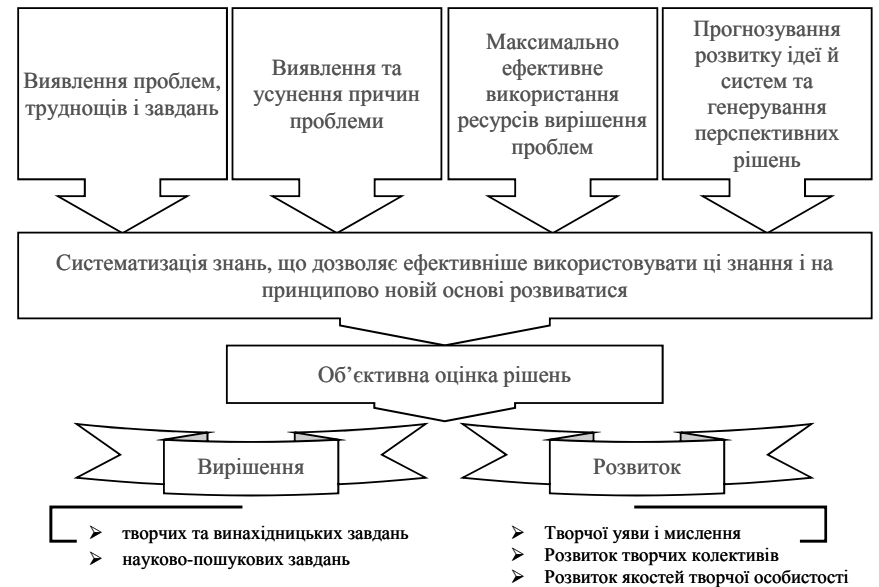 Виявлення проблем,
труднощів і завдань
Виявлення та
усунення причин
проблеми
Максимально
ефективне
використання
ресурсів вирішення
проблем
Прогнозування
розвитку ідеї й
систем та
генерування
перспективних
рішень
Систематизація знань, що дозволяє ефективніше використовувати ці знання і на
принципово новій основі розвиватися
Об’єктивна оцінка рішень
Вирішення
Розвиток
творчих та винахідницьких завдань
науково-пошукових завдань
Творчої уяви і мислення
Розвиток творчих колективів
Розвиток якостей творчої особистості